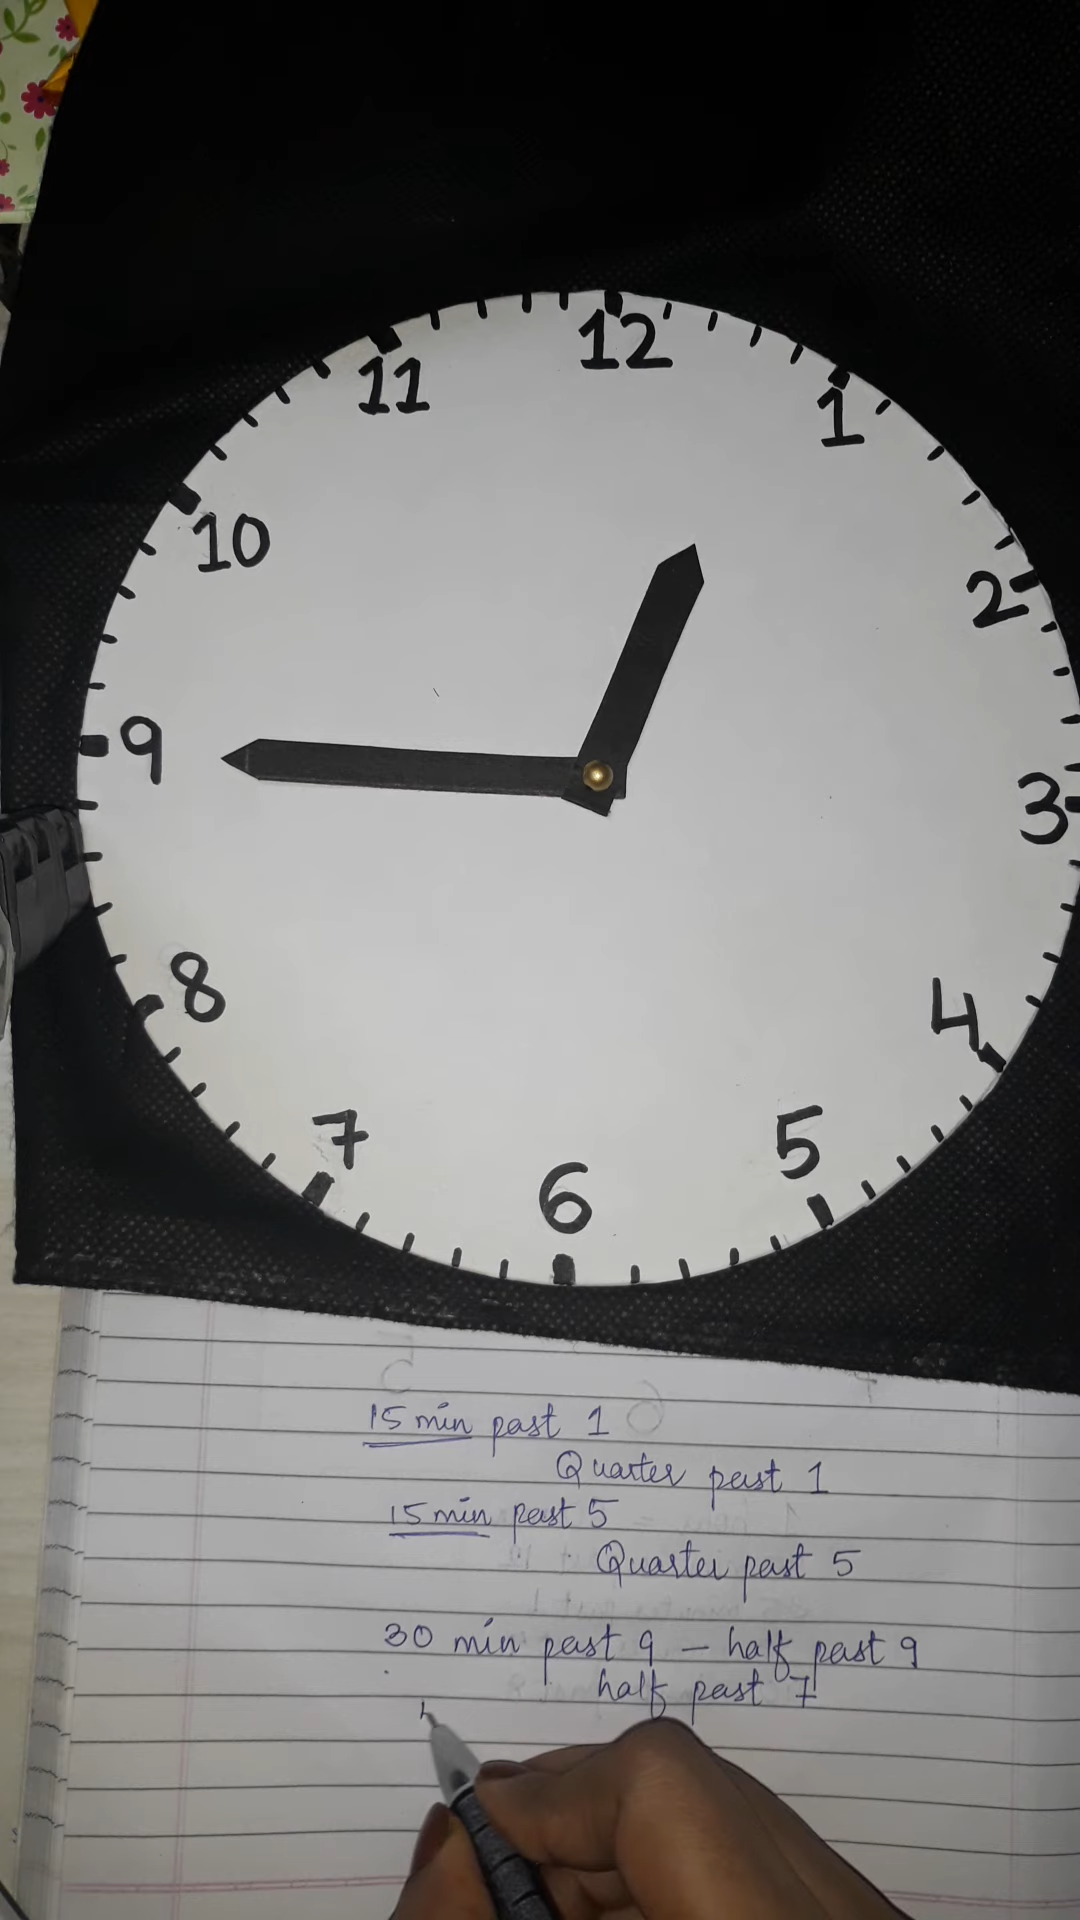 12
11
1
10
2
9
3
8
4
7
5
6
15 min past 1
Quarter past 1
15 min past 5
Quarter past 5
30 min past 9 — half past 9
half past 7